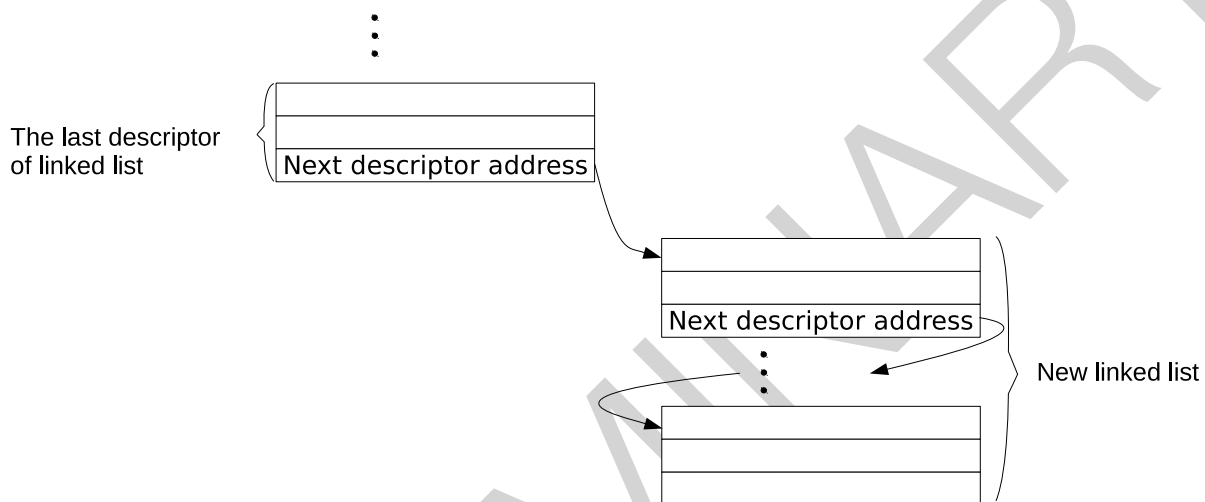 The last descriptor
of linked list
Next descriptor address
Next descriptor address
New linked list